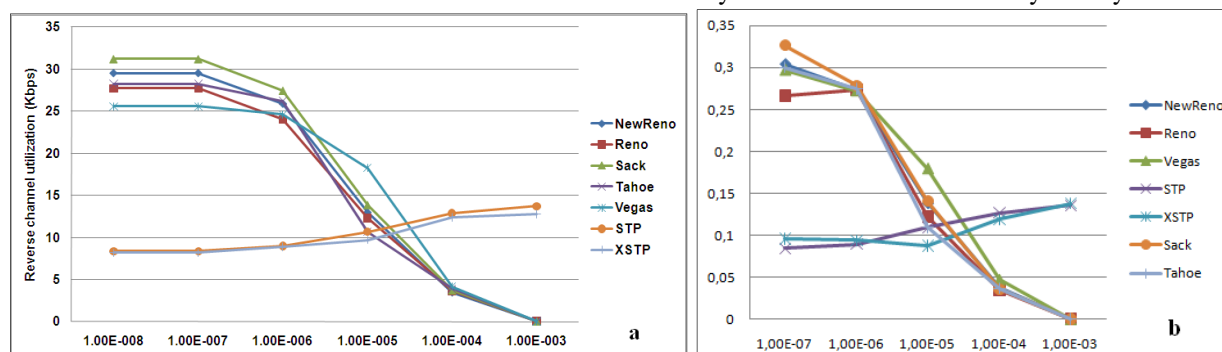 35
30
25
20
15
10
5
0
Reverse channel utilization (Kbps)
1.00E-008 1.00E-007 1.00E-006 1.00E-005 1.00E-004 1.00E-003
NewReno
Reno
Sack
Tahoe
Vegas
STP
XSTP
a
0,35
0,3
0,25
0,2
0,15
0,1
0,05
0
1,00E-07 1,00E-06 1,00E-05 1,00E-04 1,00E-03
NewReno
Reno
Vegas
STP
XSTP
Sack
Tahoe
b